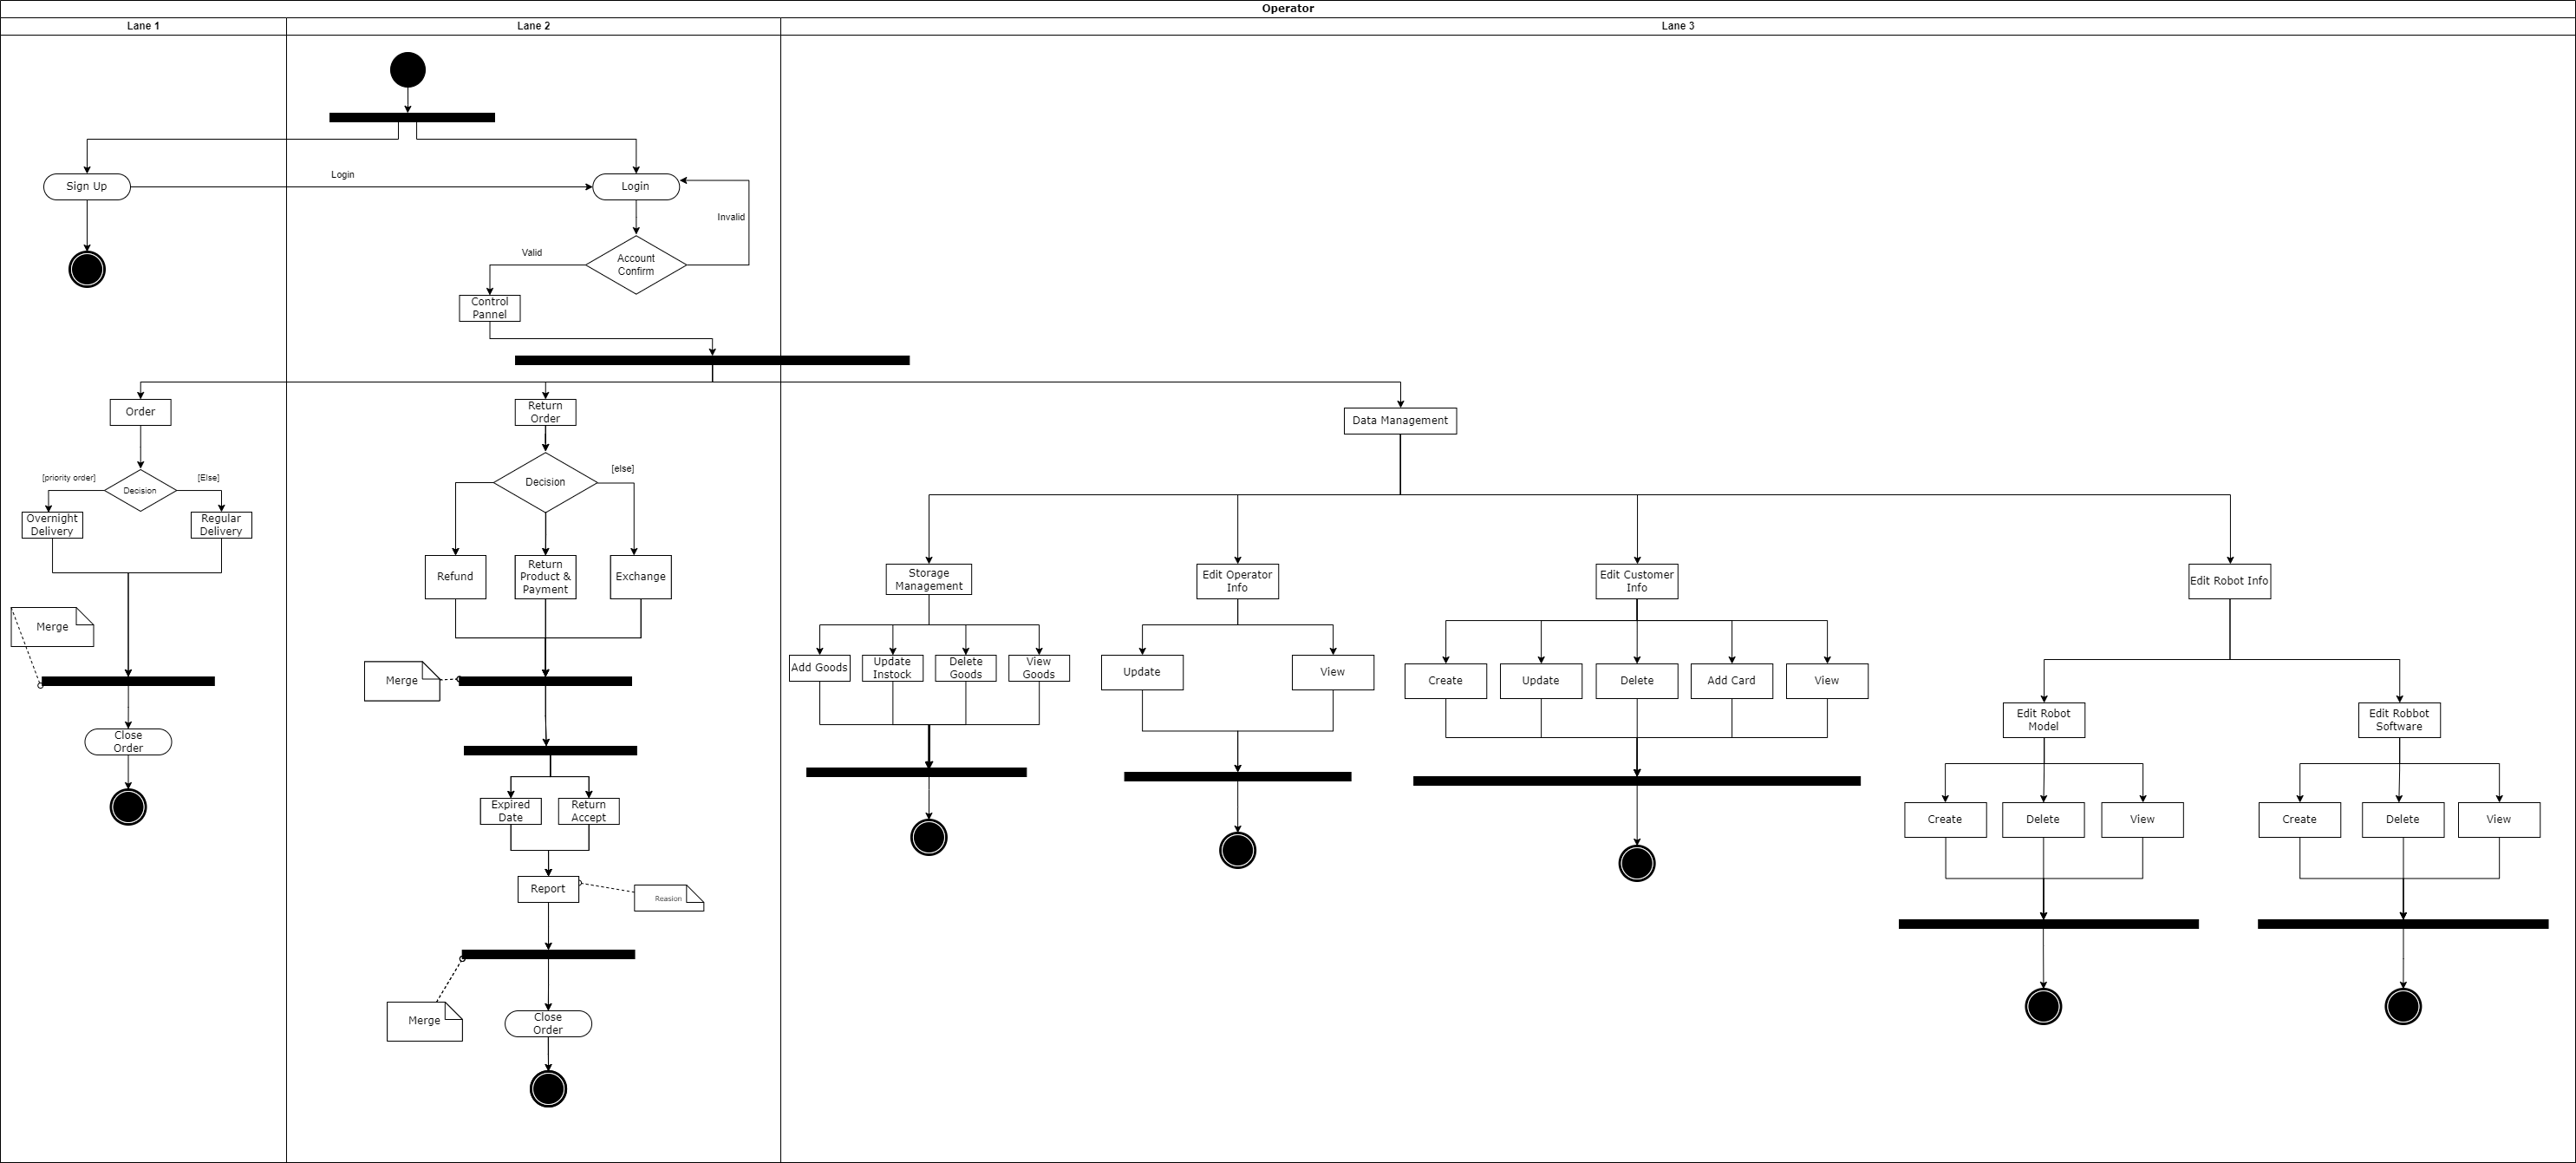 Operator
Lane 1
Lane 2
Lane 3
Sign Up
Login
Login
Invalid
Valid
Account
Confirm
Control
Pannel
Order
Return
Order
Data Management
[priority order]
[Else]
Decision
[else]
Decision
Overnight
Delivery
Regular
Delivery
Refund
Return
Product &
Payment
Exchange
Storage
Management
Edit Operator
Info
Edit Customer
Info
Edit Robot Info
Merge
Merge
Add Goods
Update
Instock
Delete
Goods
View
Goods
Update
View
Create
Update
Delete
Add Card
View
Edit Robot
Model
Edit Robbot
Software
Close
Order
Expired
Date
Return
Accept
Create
Delete
View
Create
Delete
View
Report
Reasion
Merge
Close
Order